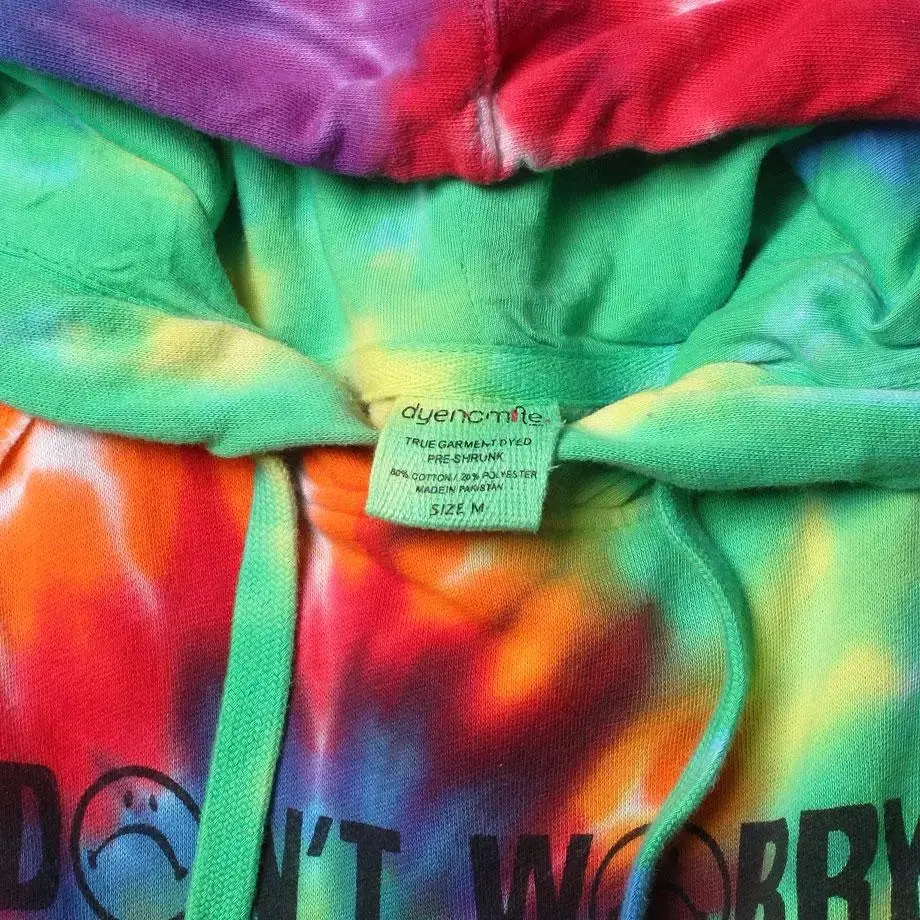 dyenomite
TRUE GARMENT DYED
PRE-SHRUNK
80% COTTON / 20% POLYESTER
MADE IN PAKISTAN
SIZE M
DON'T WORRY